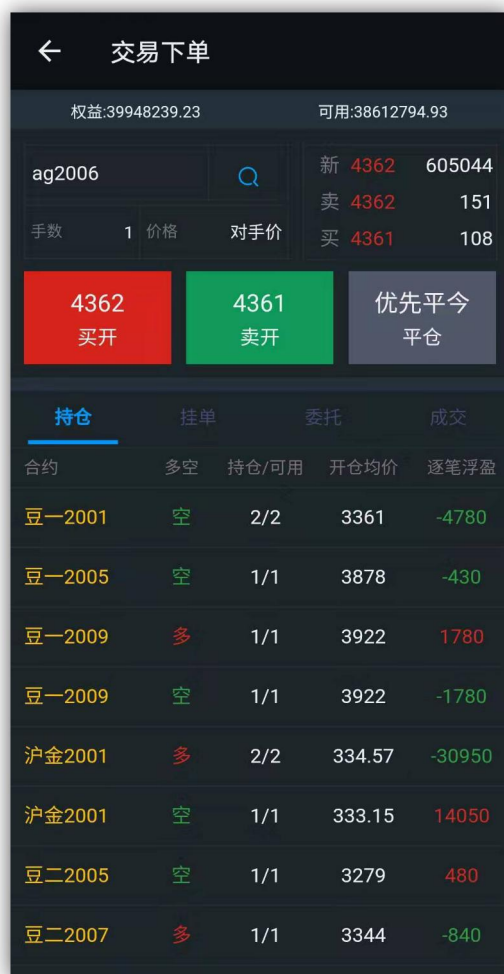 交易下单
权益:39948239.23 可用:38612794.93
ag2006
新 4362 605044
卖 4362 151
手数 1 价格 对手价
买 4361 108
4362 4361 优先平今
买开 卖开 平仓
持仓 挂单 委托 成交
合约 多空 持仓/可用 开仓均价 逐笔浮盈
豆一2001 空 2/2 3361 -4780
豆一2005 空 1/1 3878 -430
豆一2009 多 1/1 3922 1780
豆一2009 空 1/1 3922 -1780
沪金2001 多 2/2 334.57 -30950
沪金2001 空 1/1 333.15 14050
豆二2005 空 1/1 3279 480
豆二2007 多 1/1 3344 -840